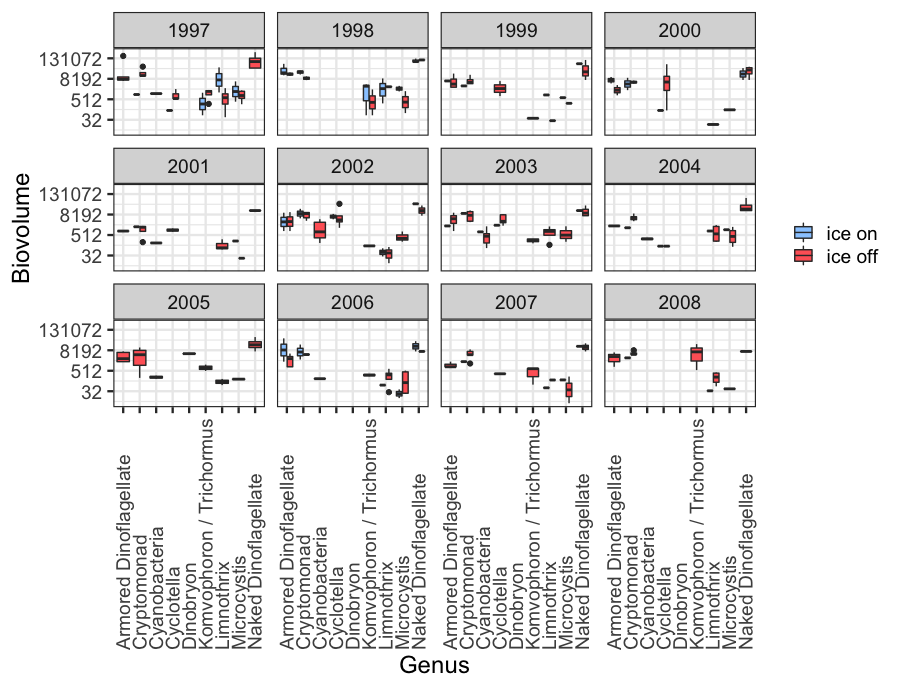 1997 1998 1999 2000
131072
8192
512
32
2001 2002 2003 2004
131072
8192
512
32
2005 2006 2007 2008
131072
8192
512
32
Biovolume
ice on
ice off
Armored Dinoflagellate
Cryptomonad
Cyanobacteria
Cyclotella
Dinobryon
Komvophoron / Trichormus
Limnothrix
Microcystis
Naked Dinoflagellate
Armored Dinoflagellate
Cryptomonad
Cyanobacteria
Cyclotella
Dinobryon
Komvophoron / Trichormus
Limnothrix
Microcystis
Naked Dinoflagellate
Armored Dinoflagellate
Cryptomonad
Cyanobacteria
Cyclotella
Dinobryon
Komvophoron / Trichormus
Limnothrix
Microcystis
Naked Dinoflagellate
Armored Dinoflagellate
Cryptomonad
Cyanobacteria
Cyclotella
Dinobryon
Komvophoron / Trichormus
Limnothrix
Microcystis
Naked Dinoflagellate
Genus